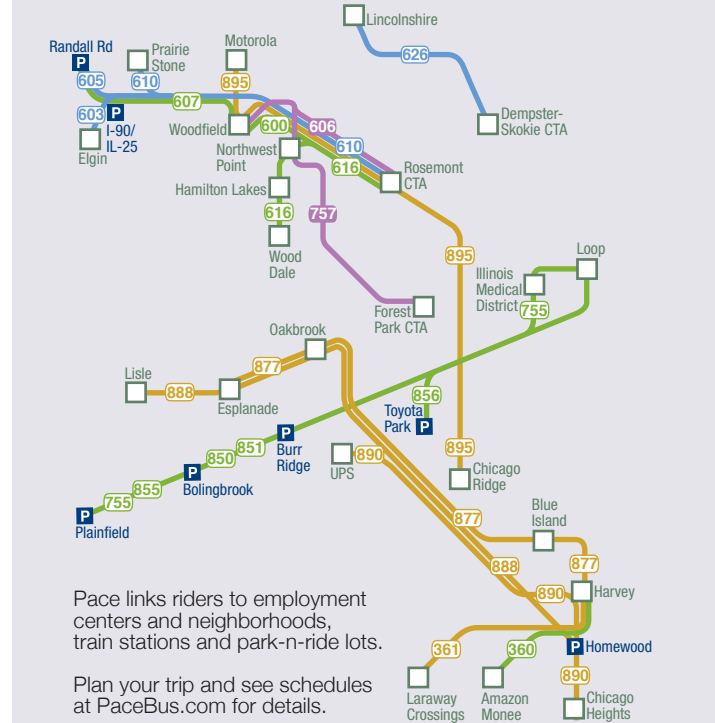 Lincolnshire
626
Dempster-
Skokie CTA
Randall Rd
P
605
Prairie
Stone
610
Motorola
895
607
603
P
I-90/
IL-25
Elgin
Woodfield
600
606
610
616
Northwest
Point
Rosemont
CTA
Hamilton Lakes
616
757
Wood
Dale
895
Forest
Park CTA
Loop
Illinois
Medical
District
755
Oakbrook
877
Lisle
888
Esplanade
856
Toyota
Park P
P
Burr
Ridge
851
850
P
Bolingbrook
855
755
P
Plainfield
UPS
890
895
Chicago
Ridge
877
Blue
Island
888
877
890
Harvey
361
360
P Homewood
890
Laraway
Crossings
Amazon
Monee
Chicago
Heights
Pace links riders to employment
centers and neighborhoods,
train stations and park-n-ride lots.
Plan your trip and see schedules
at PaceBus.com for details.